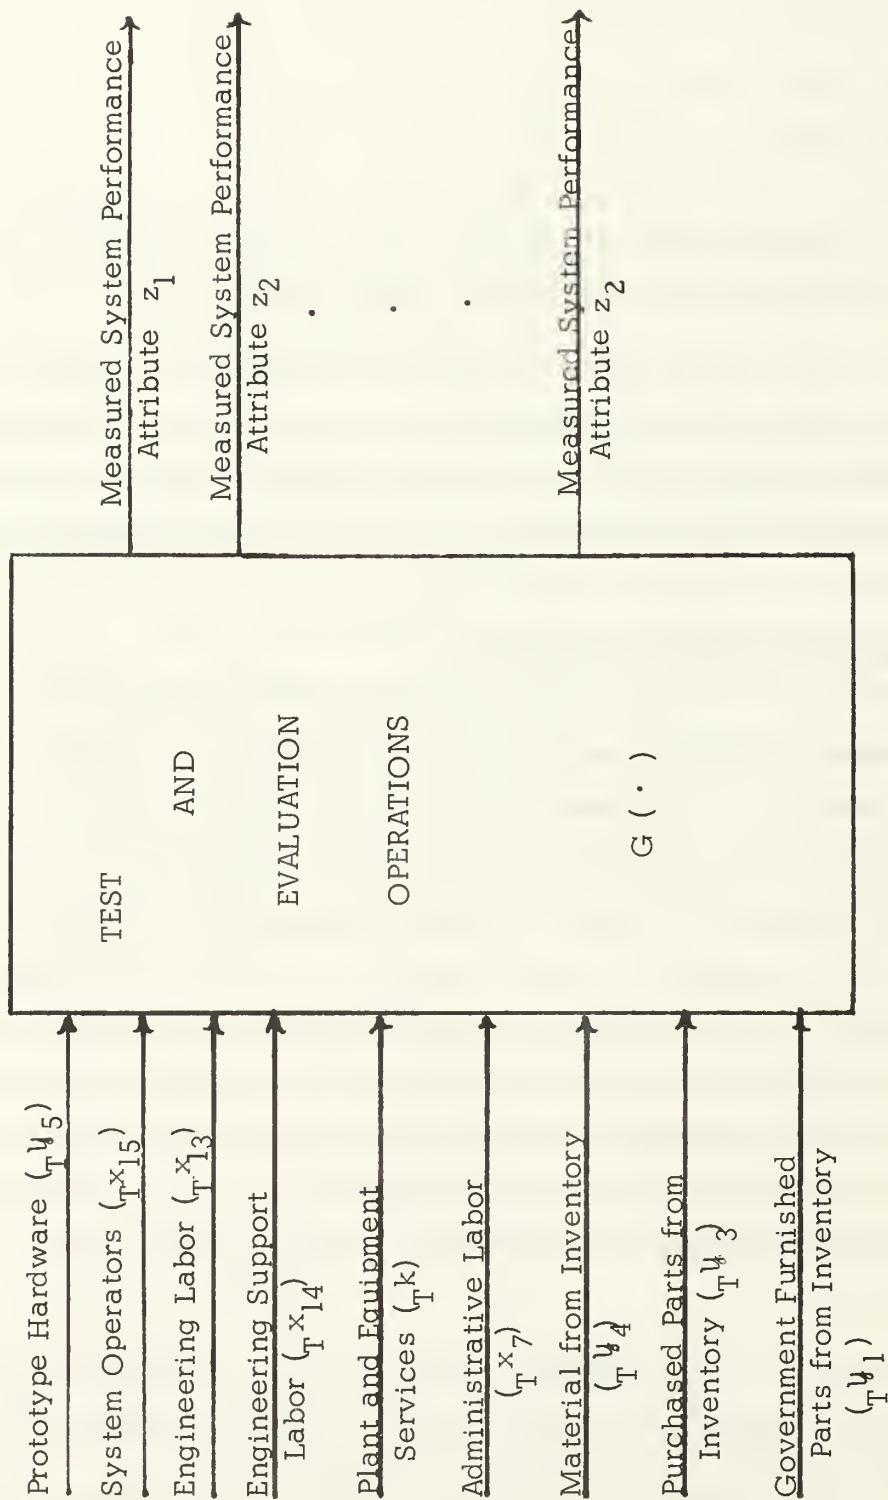 Prototype Hardware (ₜy₅)
System Operators (ₜx₁₅)
Engineering Labor (ₜx₁₃)
Engineering Support
Labor (ₜx₁₄)
Plant and Equipment
Services (ₜk)
Administrative Labor
(ₜx₇)
Material from Inventory
(ₜy₄)
Purchased Parts from
Inventory (ₜy₃)
Government Furnished
Parts from Inventory
(ₜy₁)
TEST
AND
EVALUATION
OPERATIONS
G ( · )
Measured System Performance
Attribute z₁
Measured System Performance
Attribute z₂
. . .
Measured System Performance
Attribute z₂